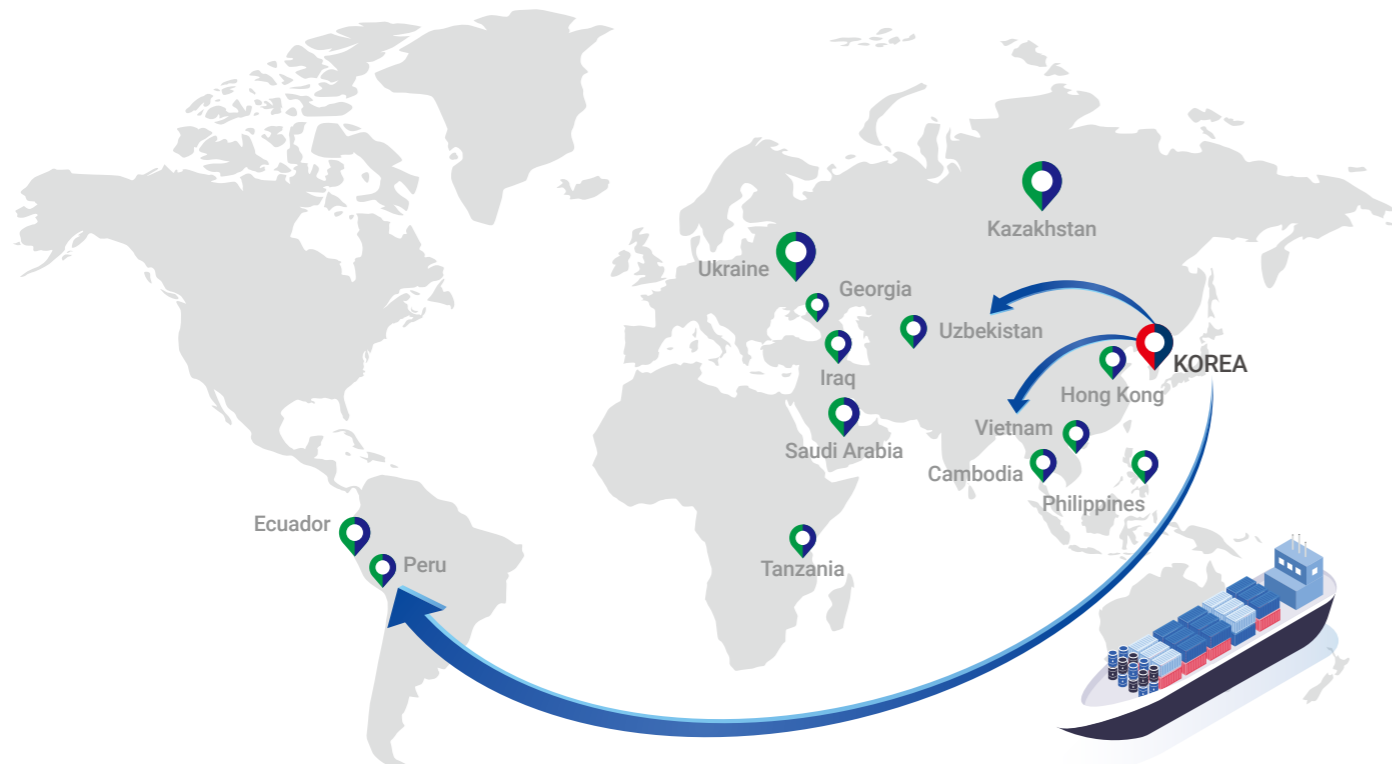 Kazakhstan
Ukraine
Georgia
Uzbekistan
Iraq
KOREA
Hong Kong
Vietnam
Saudi Arabia
Cambodia
Philippines
Ecuador
Peru
Tanzania